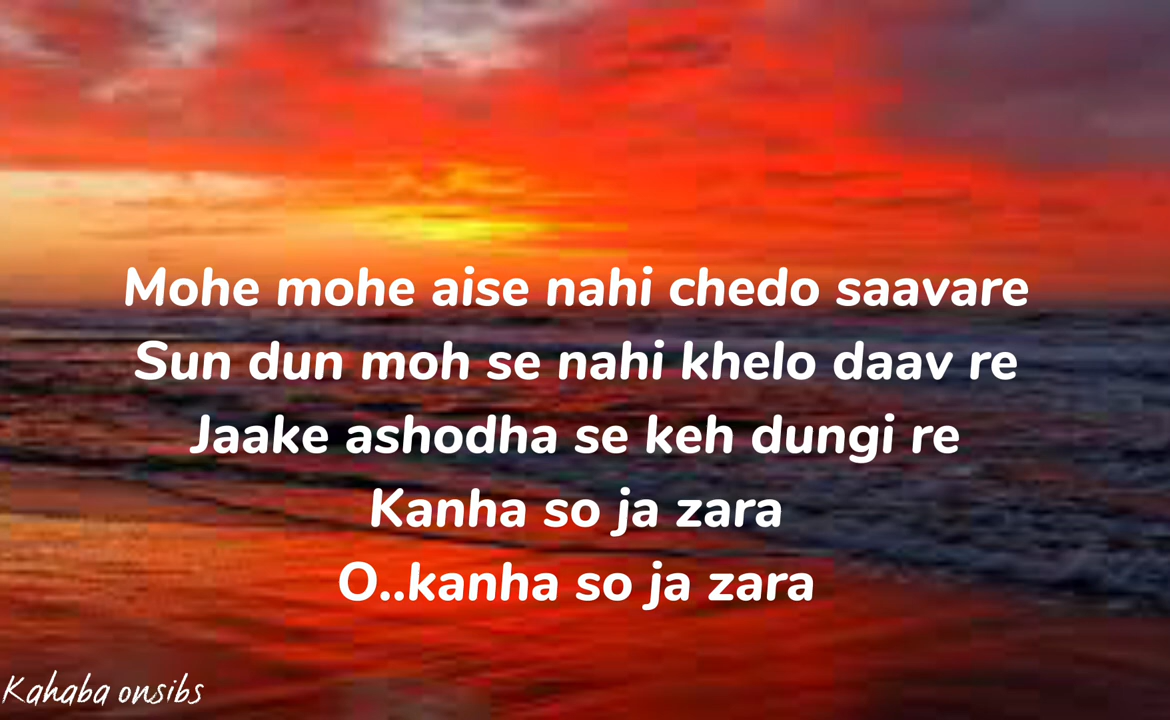 Mohe mohe aise nahi chedo saavare
Sun dun moh se nahi khelo daav re
Jaake ashodha se keh dungi re
Kanha so ja zara
O..kanha so ja zara
Kahaba onsibs